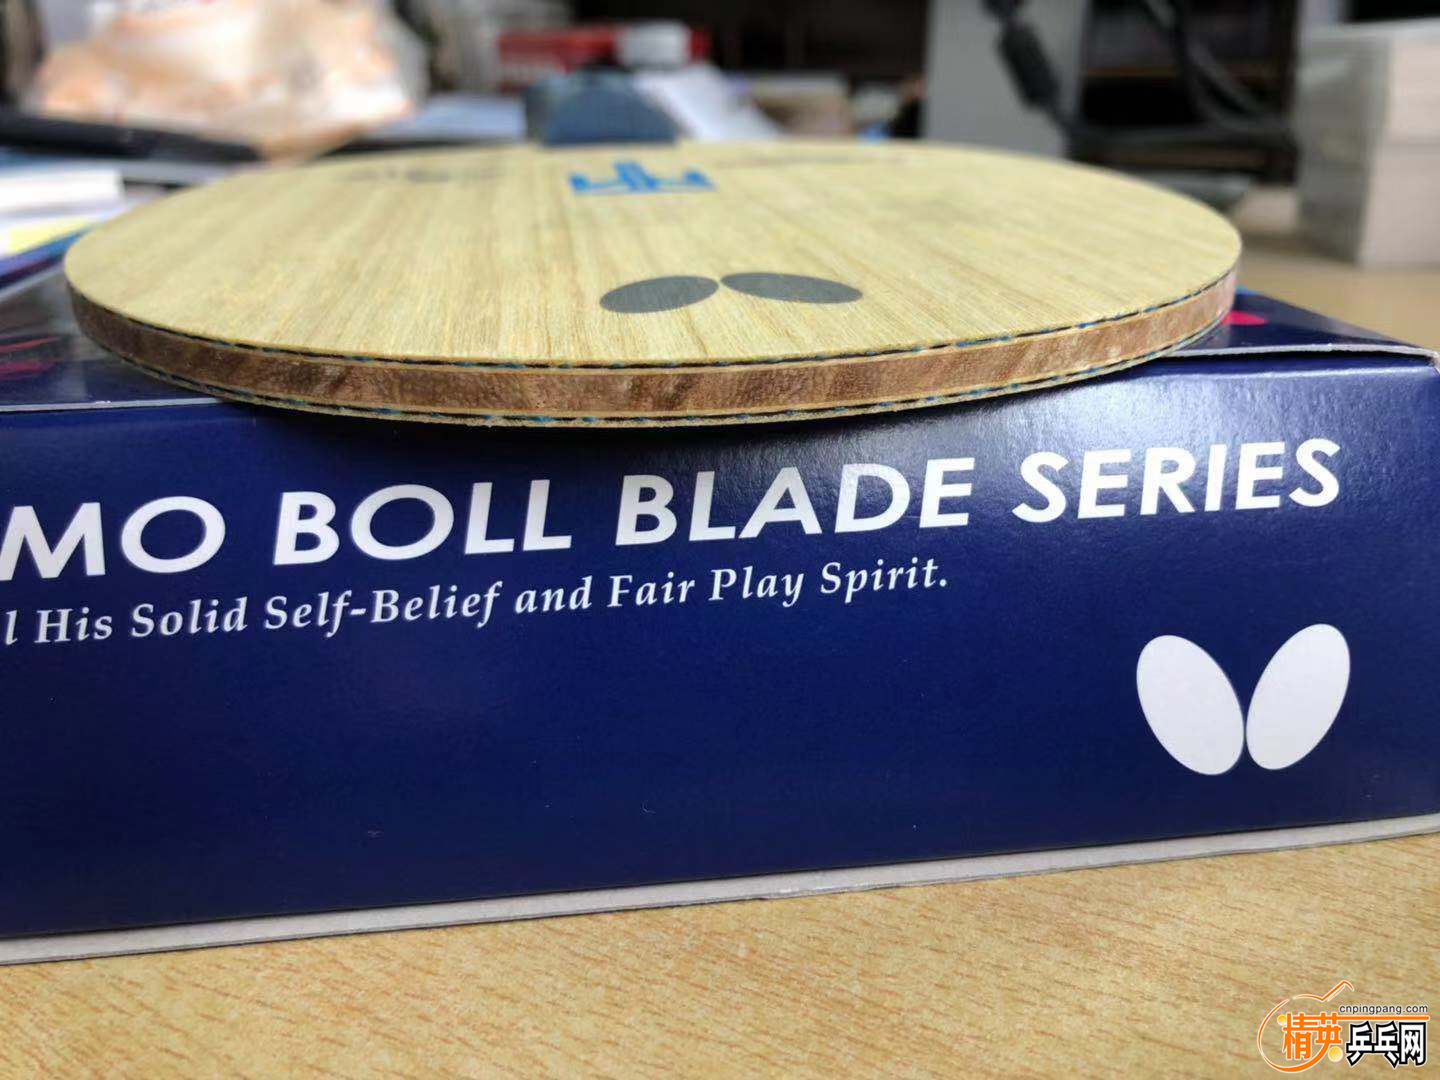 MO BOLL BLADE SERIES
l His Solid Self-Belief and Fair Play Spirit.
cnpingpang.com
精英乒乓网